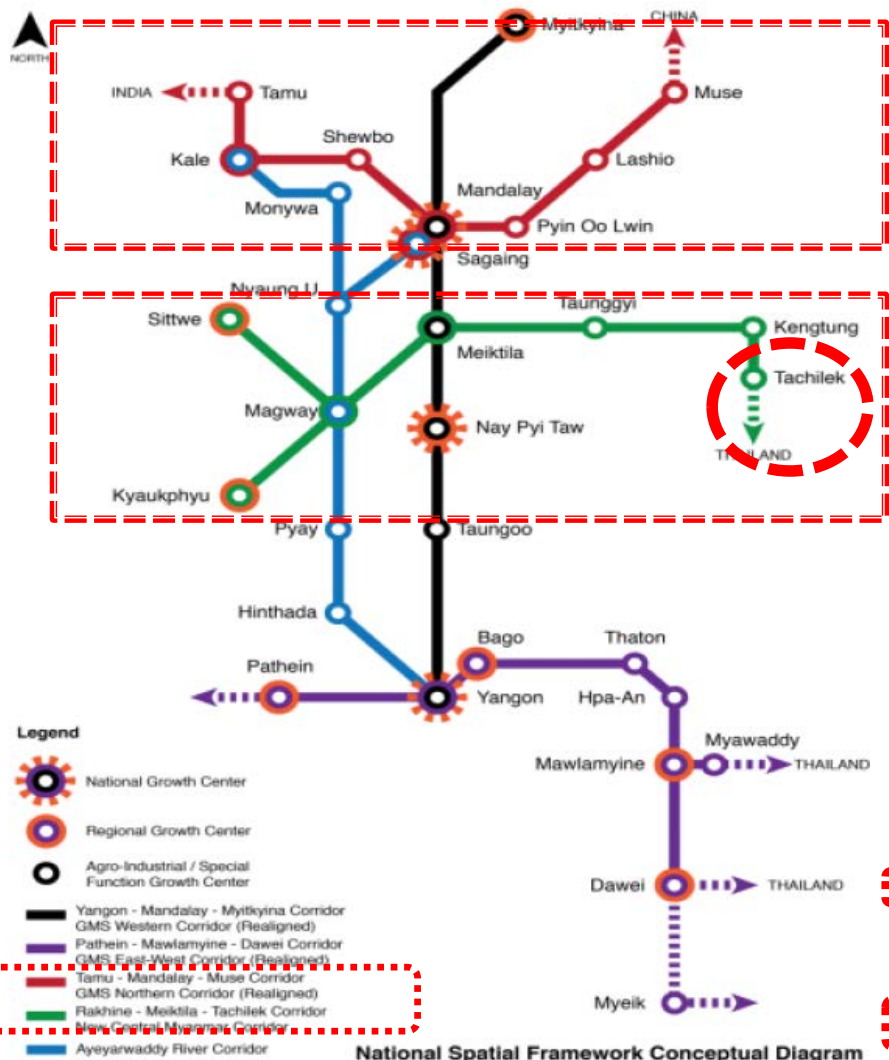 CHINA
Myitkyina
NORTH
INDIA
Tamu
Muse
Shewbo
Kale
Lashio
Mandalay
Monywa
Pyin Oo Lwin
Sagaing
Nyaung U
Taunggyi
Sittwe
Kengtung
Meiktila
Tachilek
Magway
Nay Pyi Taw
THAILAND
Kyaukphyu
Pyay
Taungoo
Hinthada
Bago
Thaton
Pathein
Yangon
Hpa-An
Legend
Myawaddy
Mawlamyine
THAILAND
National Growth Center
Regional Growth Center
Agro-Industrial / Special
Function Growth Center
Dawei
THAILAND
Yangon - Mandalay - Myitkyina Corridor
GMS Western Corridor (Realigned)
Pathein - Mawlamyine - Dawei Corridor
GMS East-West Corridor (Realigned)
Tamu - Mandalay - Muse Corridor
GMS Northern Corridor (Realigned)
Myeik
Rakhine - Meiktila - Tachilek Corridor
New Central Myanmar Corridor
Ayeyarwaddy River Corridor
National Spatial Framework Conceptual Diagram